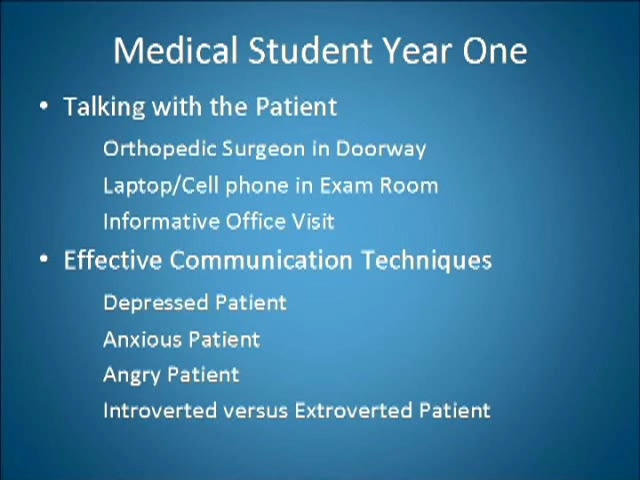 Medical Student Year One
• Talking with the Patient
Orthopedic Surgeon in Doorway
Laptop/Cell phone in Exam Room
Informative Office Visit
• Effective Communication Techniques
Depressed Patient
Anxious Patient
Angry Patient
Introverted versus Extroverted Patient